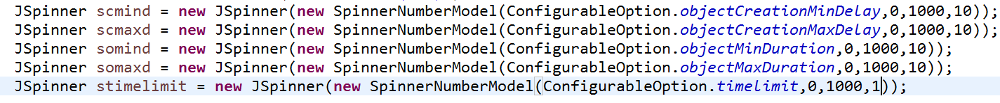 JSpinner scmind = new JSpinner(new SpinnerNumberModel(ConfigurableOption.objectCreationMinDelay,0,1000,10));
JSpinner scmaxd = new JSpinner(new SpinnerNumberModel(ConfigurableOption.objectCreationMaxDelay,0,1000,10));
JSpinner somind = new JSpinner(new SpinnerNumberModel(ConfigurableOption.objectMinDuration,0,1000,10));
JSpinner somaxd = new JSpinner(new SpinnerNumberModel(ConfigurableOption.objectMaxDuration,0,1000,10));
JSpinner stimelimit = new JSpinner(new SpinnerNumberModel(ConfigurableOption.timelimit,0,1000,1));